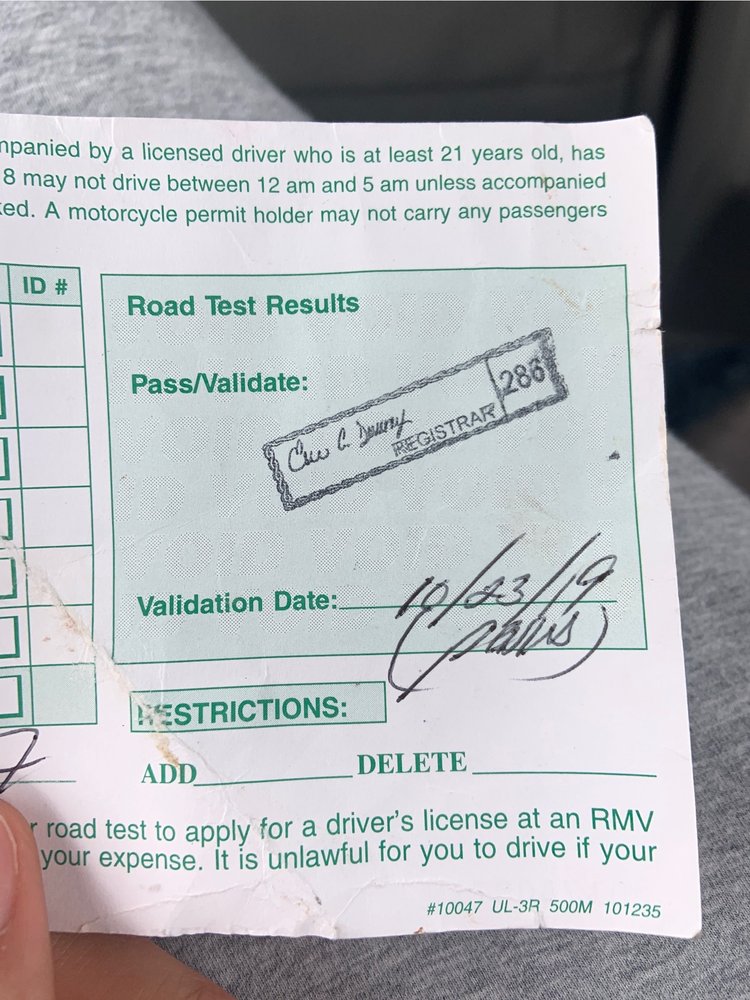 mpanied by a licensed driver who is at least 21 years old, has
8 may not drive between 12 am and 5 am unless accompanied
ked. A motorcycle permit holder may not carry any passengers
ID #
Road Test Results
Pass/Validate:
C. REGISTRAR 286
Validation Date: 10/23/19
RESTRICTIONS:
ADD DELETE
r road test to apply for a driver's license at an RMV
your expense. It is unlawful for you to drive if your
#10047 UL-3R 500M 101235